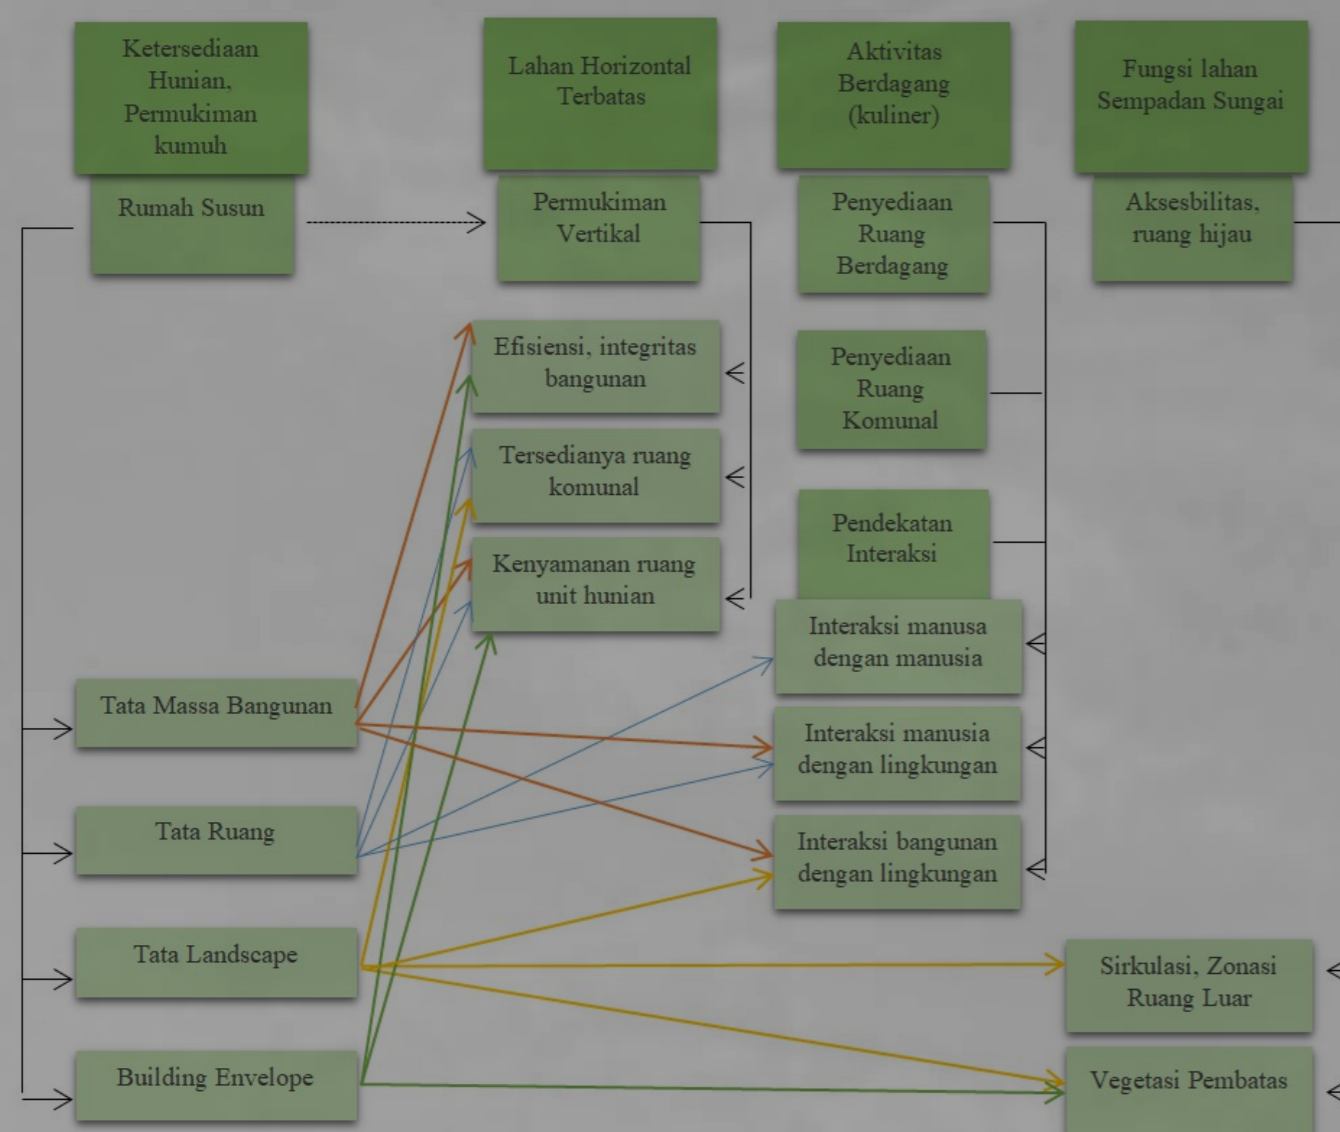 Ketersediaan
Hunian,
Permukiman
kumuh
Rumah Susun
Lahan Horizontal
Terbatas
Permukiman
Vertikal
Efisiensi, integritas
bangunan
Tersedianya ruang
komunal
Kenyamanan ruang
unit hunian
Aktivitas
Berdagang
(kuliner)
Penyediaan
Ruang
Berdagang
Penyediaan
Ruang
Komunal
Pendekatan
Interaksi
Interaksi manusa
dengan manusia
Interaksi manusia
dengan lingkungan
Interaksi bangunan
dengan lingkungan
Fungsi lahan
Sempadan Sungai
Aksesbilitas,
ruang hijau
Tata Massa Bangunan
Tata Ruang
Tata Landscape
Building Envelope
Sirkulasi, Zonasi
Ruang Luar
Vegetasi Pembatas